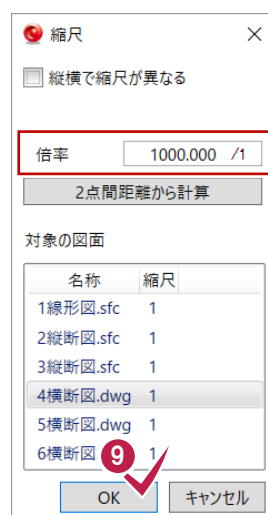 縮尺
縦横で縮尺が異なる
倍率 1000.000 /1
2点間距離から計算
対象の図面
名称 縮尺
1線形図.sfc 1
2縦断図.sfc 1
3縦断図.sfc 1
4横断図.dwg 1
5横断図.dwg 1
6横断図 1
9
OK キャンセル